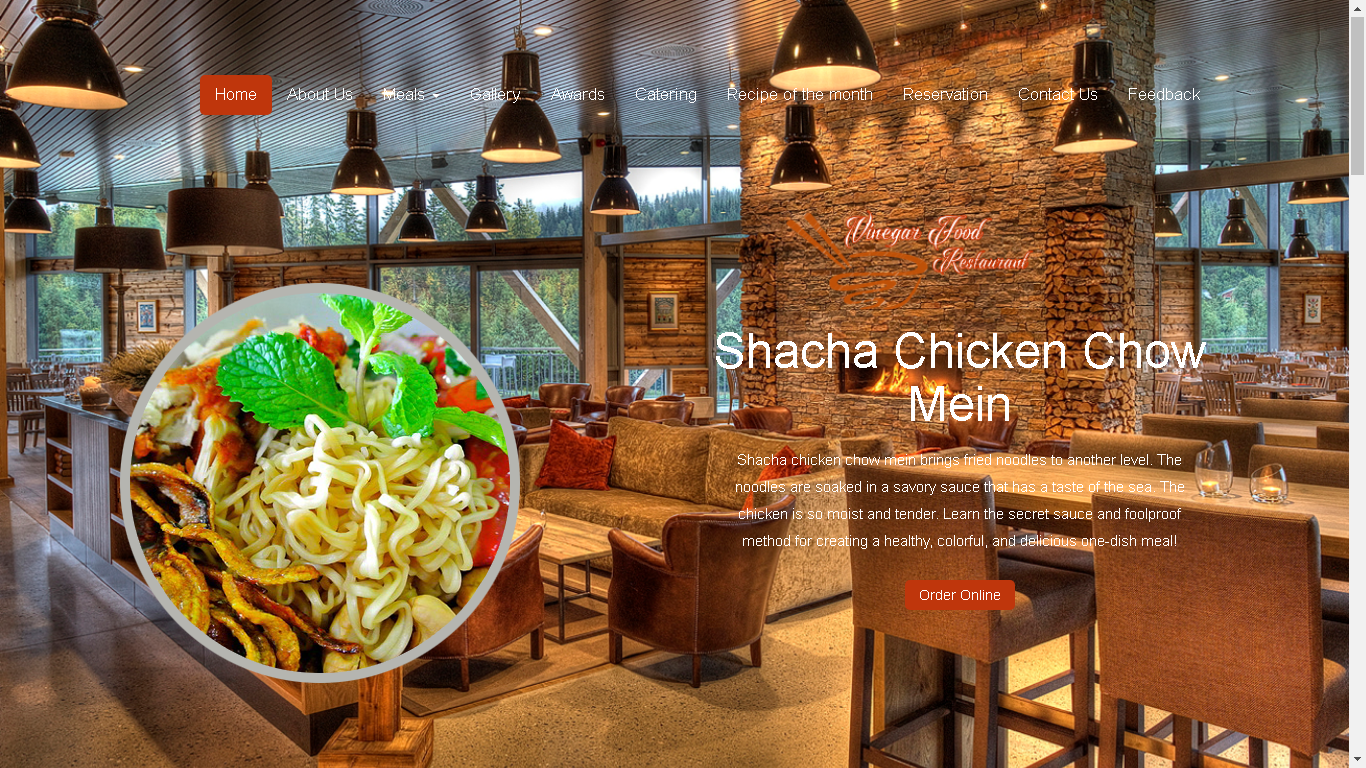 Home About Us Meals Gallery Awards Catering Recipe of the month Reservation Contact Us Feedback
Vinegar Food
Restaurant
Shacha Chicken Chow
Mein
Shacha chicken chow mein brings fried noodles to another level. The
noodles are soaked in a savory sauce that has a taste of the sea. The
chicken is so moist and tender. Learn the secret sauce and foolproof
method for creating a healthy, colorful, and delicious one-dish meal!
Order Online